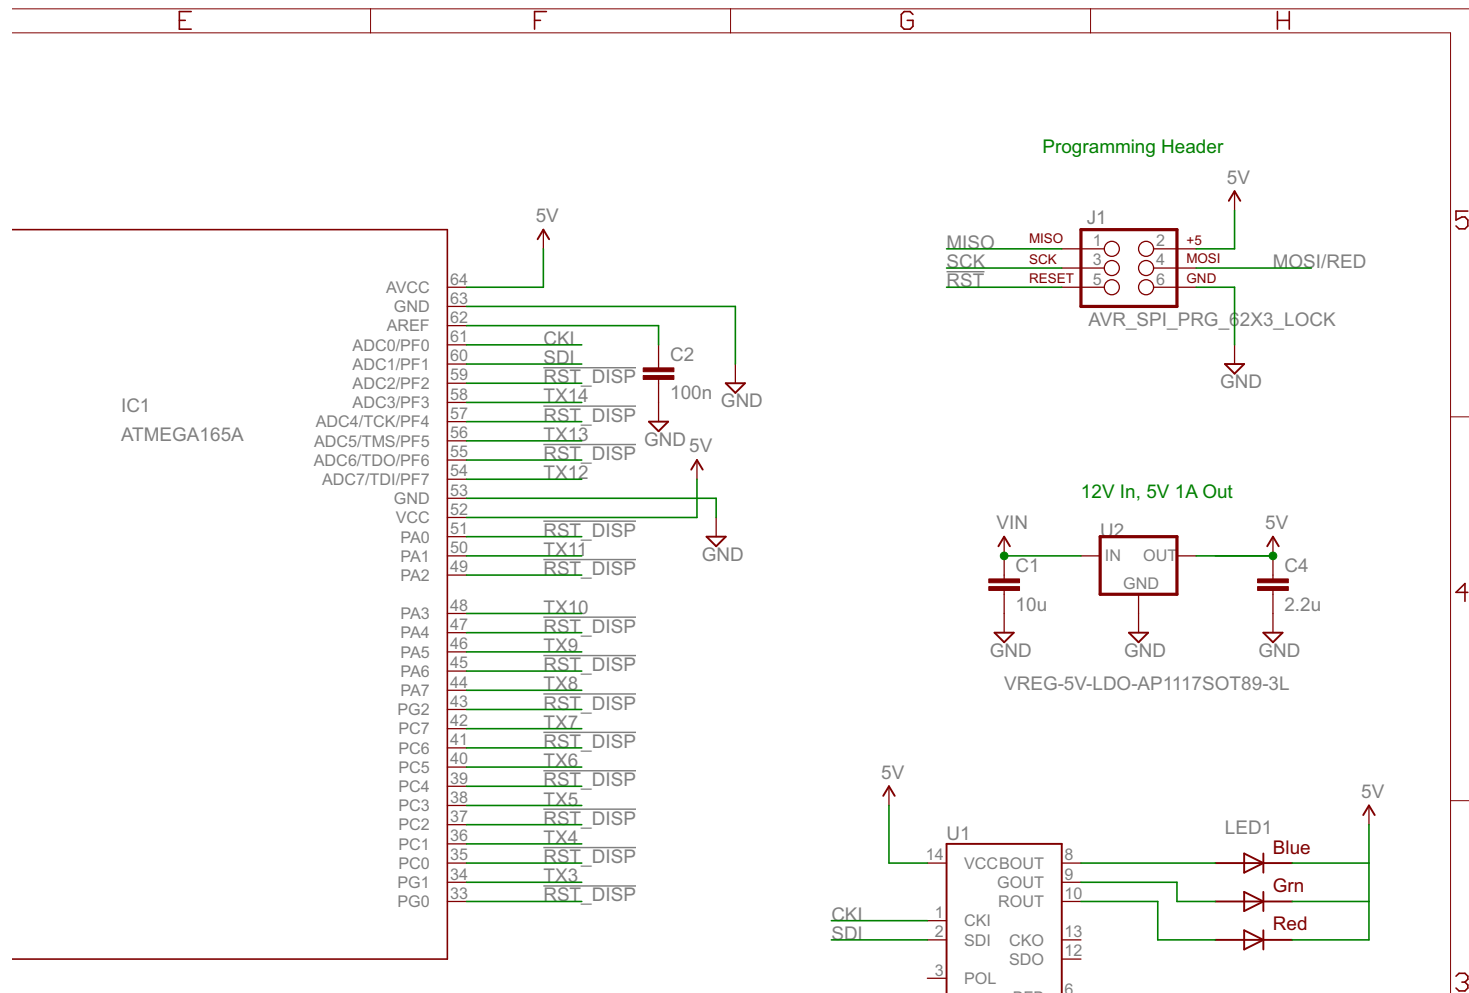 E F G H
Programming Header
5V
J1
MISO MISO 1 2 +5
SCK SCK 3 4 MOSI MOSI/RED
RST RESET 5 6 GND
AVR_SPI_PRG_62X3_LOCK
GND
5
5V
AVCC 64
GND 63
AREF 62
ADC0/PF0 61 CKI
ADC1/PF1 60 SDI
ADC2/PF2 59 RST_DISP
ADC3/PF3 58 TX14
ADC4/TCK/PF4 57 RST_DISP
ADC5/TMS/PF5 56 TX13
ADC6/TDO/PF6 55 RST_DISP
ADC7/TDI/PF7 54 TX12
GND 53
VCC 52
PA0 51 RST_DISP
PA1 50 TX11
PA2 49 RST_DISP
PA3 48 TX10
PA4 47 RST_DISP
PA5 46 TX9
PA6 45 RST_DISP
PA7 44 TX8
PG2 43 RST_DISP
PC7 42 TX7
PC6 41 RST_DISP
PC5 40 TX6
PC4 39 RST_DISP
PC3 38 TX5
PC2 37 RST_DISP
PC1 36 TX4
PC0 35 RST_DISP
PG1 34 TX3
PG0 33 RST_DISP
IC1
ATMEGA165A
C2
100n
GND
GND
5V
GND
12V In, 5V 1A Out
VIN U2 5V
IN OUT
GND
C1
10u
C4
2.2u
GND GND GND
VREG-5V-LDO-AP1117SOT89-3L
4
5V
U1
14 VCC BOUT 8
GOUT 9
ROUT 10
CKI 1 CKI
SDI 2 SDI CKO 13
SDO 12
3 POL
6
5V
LED1
Blue
Grn
Red
3